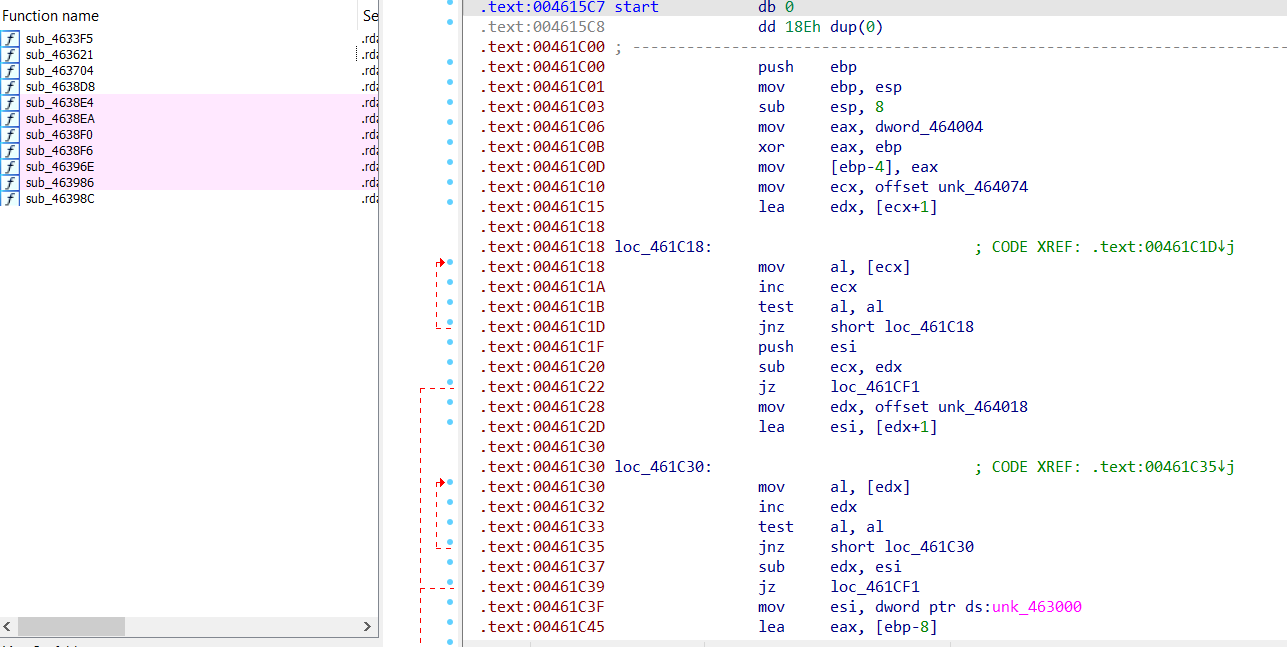 Function name Se
sub_4633F5 .rda
sub_463621 .rda
sub_463704 .rda
sub_4638D8 .rda
sub_4638E4 .rda
sub_4638EA .rda
sub_4638F0 .rda
sub_4638F6 .rda
sub_46396E .rda
sub_463986 .rda
sub_46398C .rda
.text:004615C7 start db 0
.text:004615C8 dd 18Eh dup(0)
.text:00461C00 ; ---------------------------------------------------------------------------
.text:00461C00 push ebp
.text:00461C01 mov ebp, esp
.text:00461C03 sub esp, 8
.text:00461C06 mov eax, dword_464004
.text:00461C0B xor eax, ebp
.text:00461C0D mov [ebp-4], eax
.text:00461C10 mov ecx, offset unk_464074
.text:00461C15 lea edx, [ecx+1]
.text:00461C18
.text:00461C18 loc_461C18: ; CODE XREF: .text:00461C1D↓j
.text:00461C18 mov al, [ecx]
.text:00461C1A inc ecx
.text:00461C1B test al, al
.text:00461C1D jnz short loc_461C18
.text:00461C1F push esi
.text:00461C20 sub ecx, edx
.text:00461C22 jz loc_461CF1
.text:00461C28 mov edx, offset unk_464018
.text:00461C2D lea esi, [edx+1]
.text:00461C30
.text:00461C30 loc_461C30: ; CODE XREF: .text:00461C35↓j
.text:00461C30 mov al, [edx]
.text:00461C32 inc edx
.text:00461C33 test al, al
.text:00461C35 jnz short loc_461C30
.text:00461C37 sub edx, esi
.text:00461C39 jz loc_461CF1
.text:00461C3F mov esi, dword ptr ds:unk_463000
.text:00461C45 lea eax, [ebp-8]